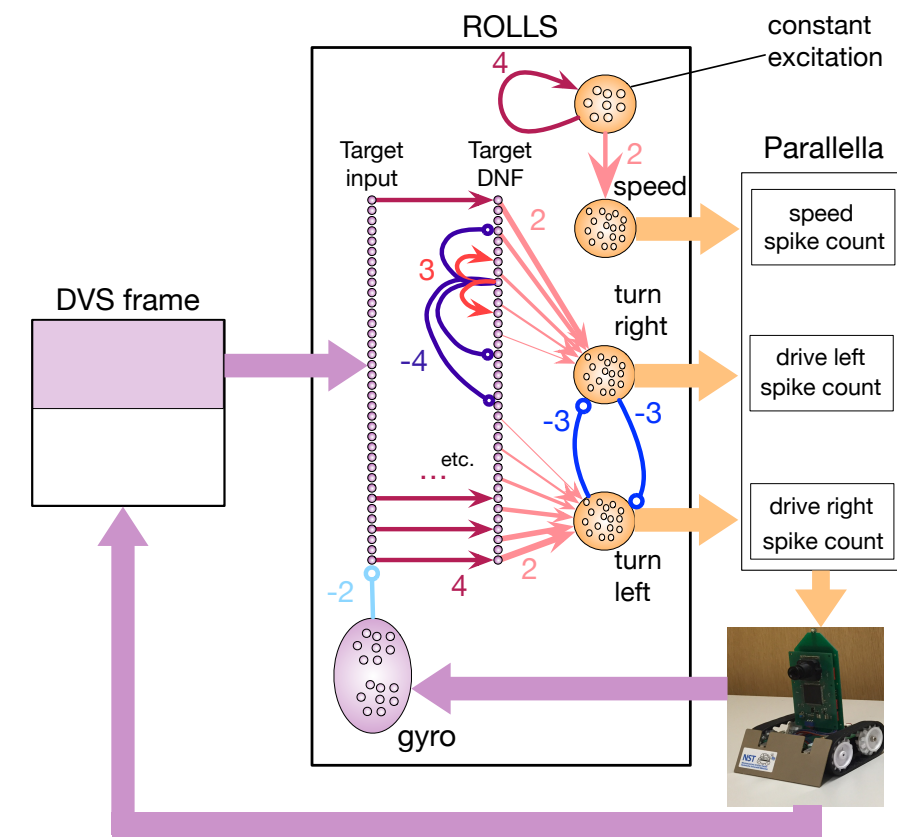 ROLLS
constant
excitation
4
2
Target
input
Target
DNF
speed
Parallella
speed
spike count
2
3
turn
right
DVS frame
-4
drive left
spike count
-3
-3
etc.
...
drive right
spike count
-2
4
2
turn
left
gyro
NST